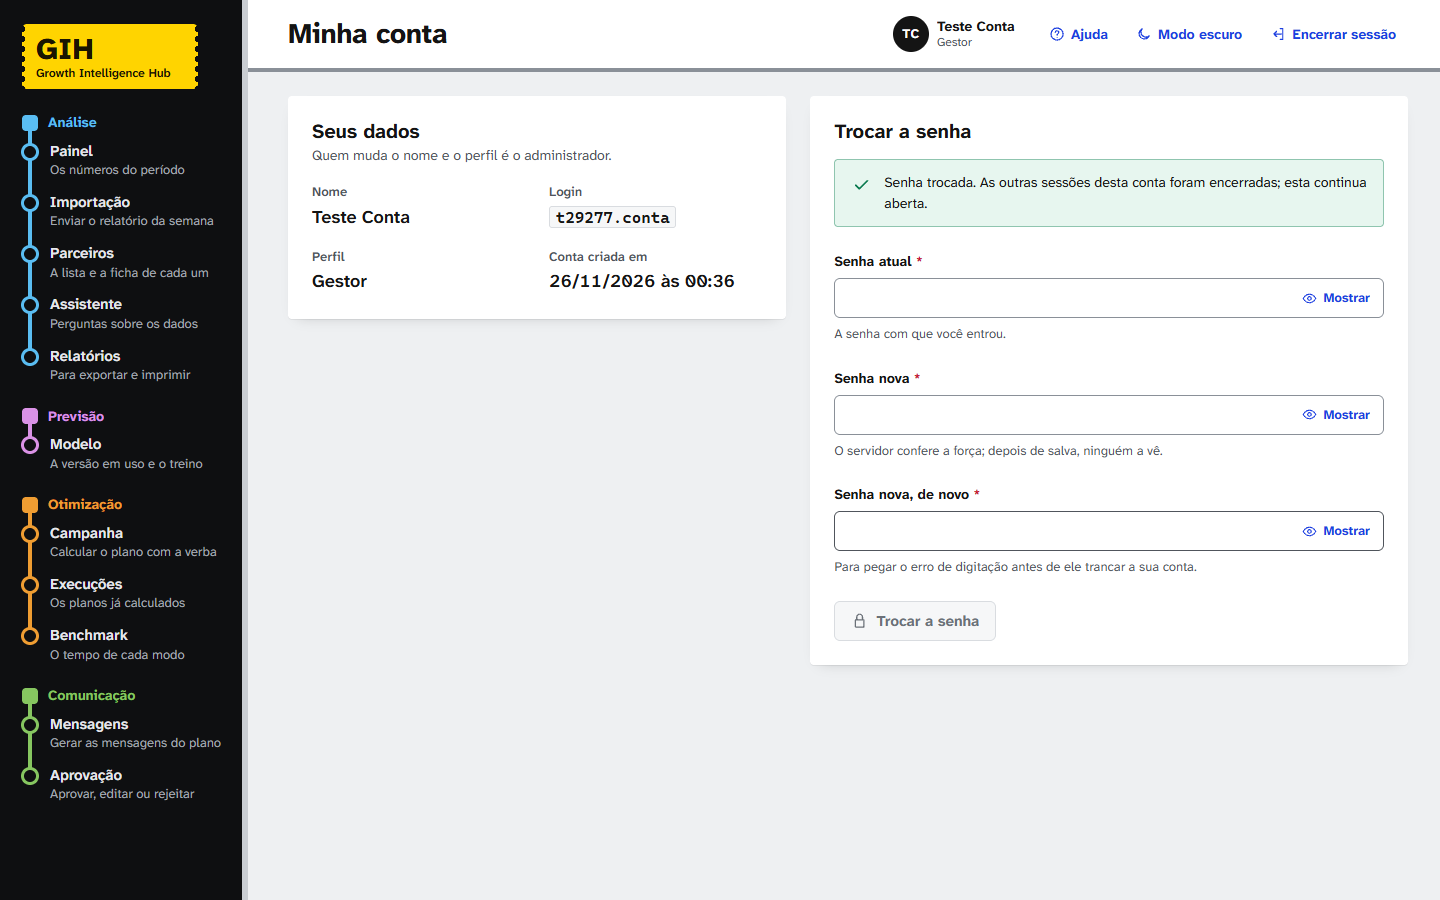 GIH
Growth Intelligence Hub
Análise
Painel
Os números do período
Importação
Enviar o relatório da semana
Parceiros
A lista e a ficha de cada um
Assistente
Perguntas sobre os dados
Relatórios
Para exportar e imprimir
Previsão
Modelo
A versão em uso e o treino
Otimização
Campanha
Calcular o plano com a verba
Execuções
Os planos já calculados
Benchmark
O tempo de cada modo
Comunicação
Mensagens
Gerar as mensagens do plano
Aprovação
Aprovar, editar ou rejeitar
Minha conta
TC
Teste Conta
Gestor
Ajuda
Modo escuro
Encerrar sessão
Seus dados
Quem muda o nome e o perfil é o administrador.
Nome
Teste Conta
Login
t29277.conta
Perfil
Gestor
Conta criada em
26/11/2026 às 00:36
Trocar a senha
Senha trocada. As outras sessões desta conta foram encerradas; esta continua
aberta.
Senha atual *
Mostrar
A senha com que você entrou.
Senha nova *
Mostrar
O servidor confere a força; depois de salva, ninguém a vê.
Senha nova, de novo *
Mostrar
Para pegar o erro de digitação antes de ele trancar a sua conta.
Trocar a senha